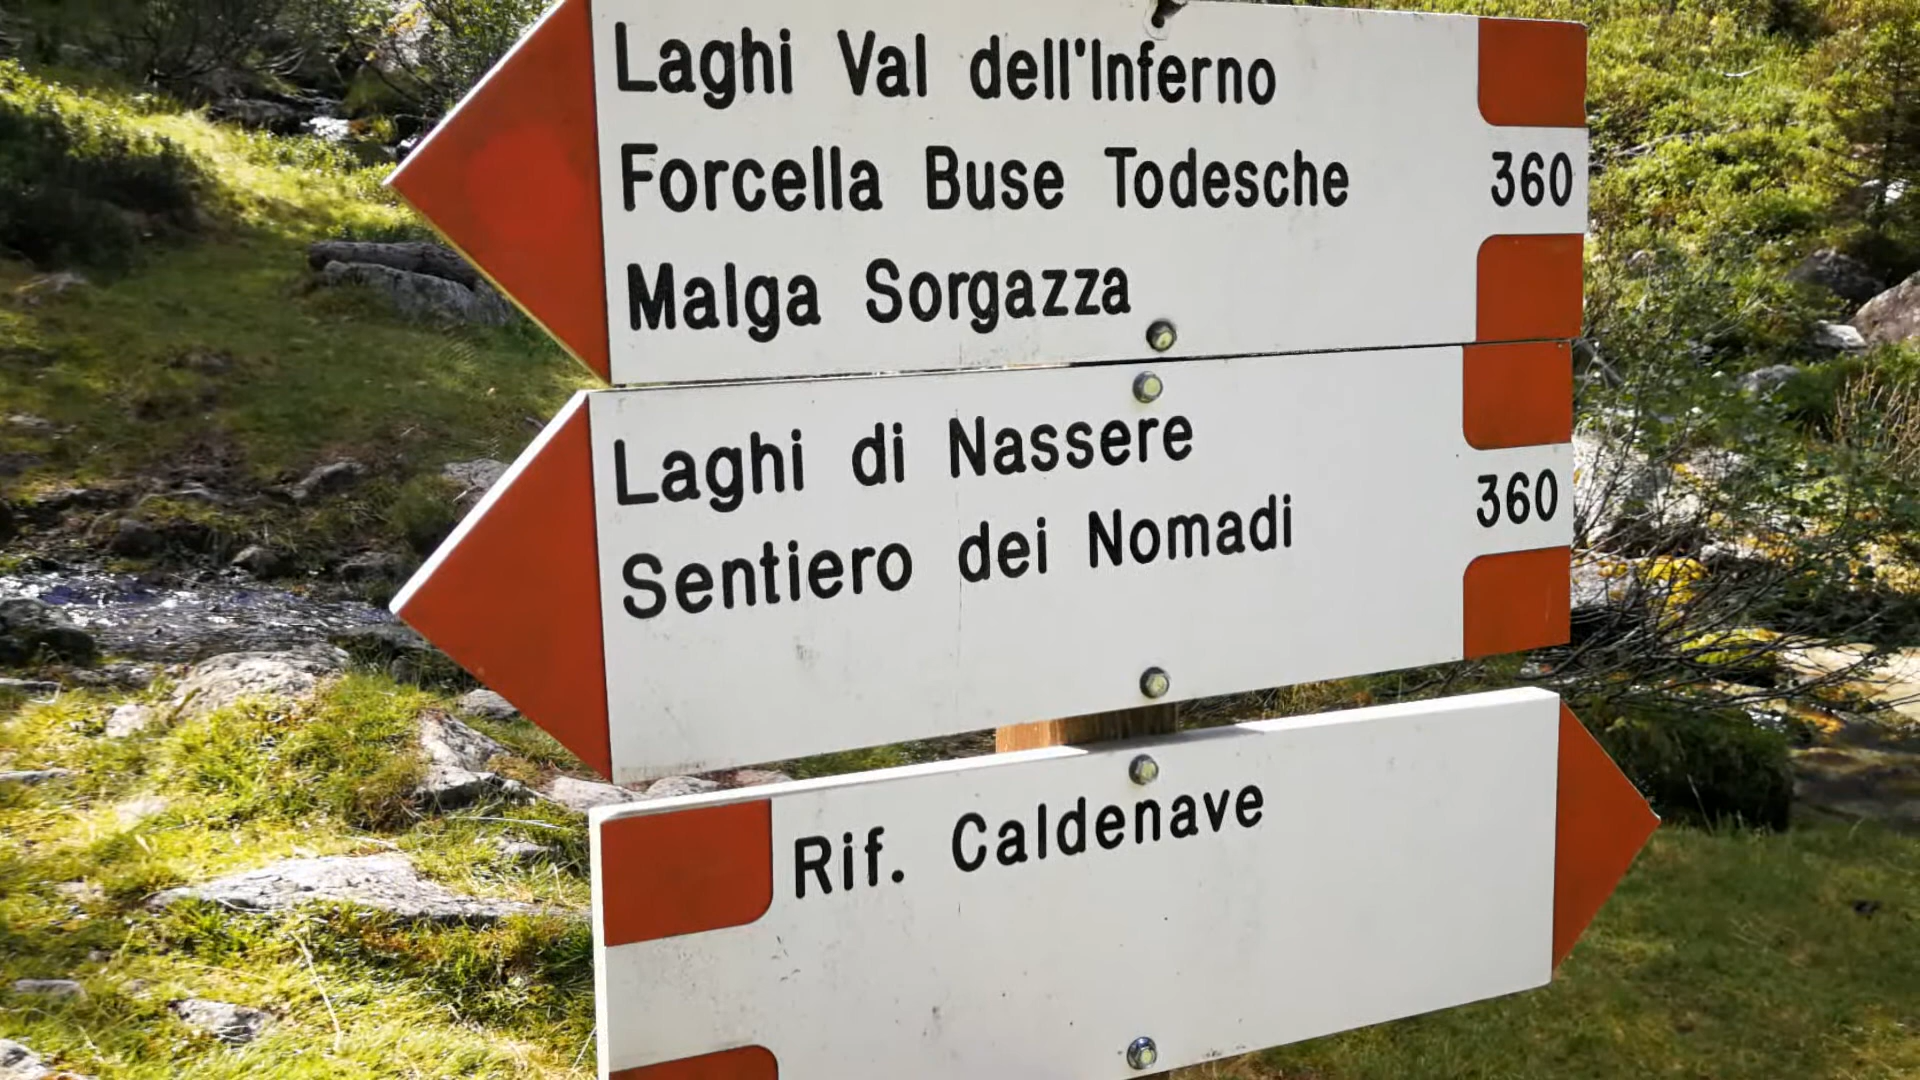 Laghi Val dell'Inferno
Forcella Buse Todesche 360
Malga Sorgazza
Laghi di Nassere
360
Sentiero dei Nomadi
Rif. Caldenave